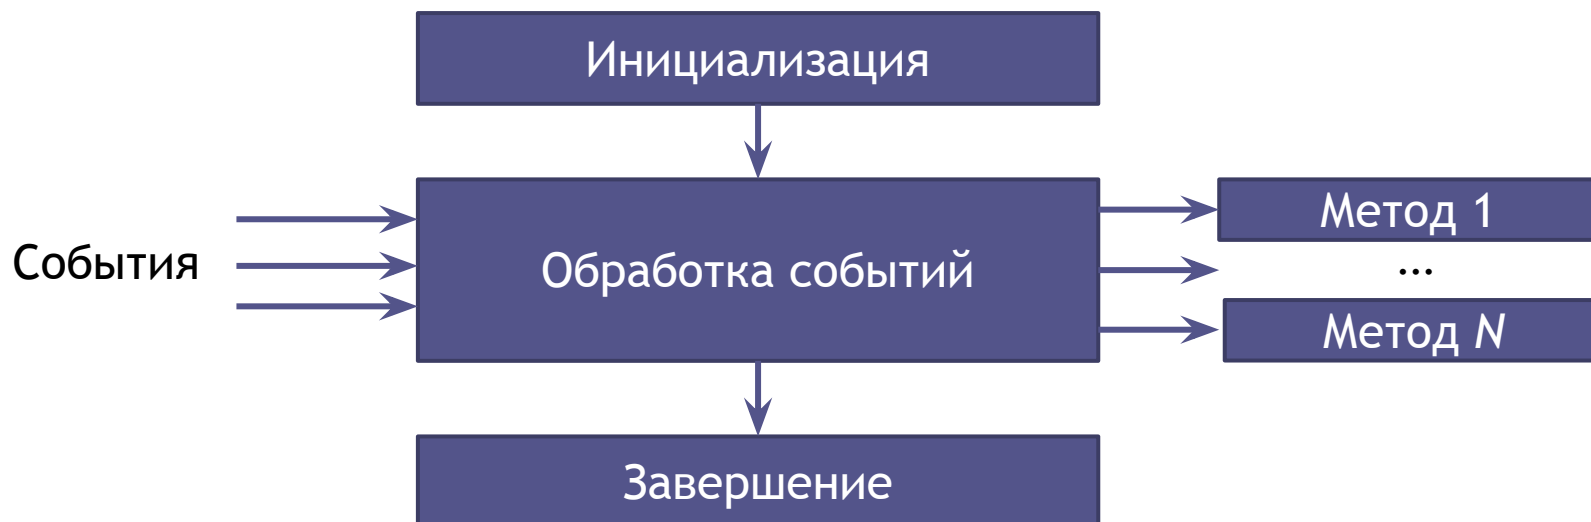 Инициализация
События
Обработка событий
Метод 1
...
Метод N
Завершение